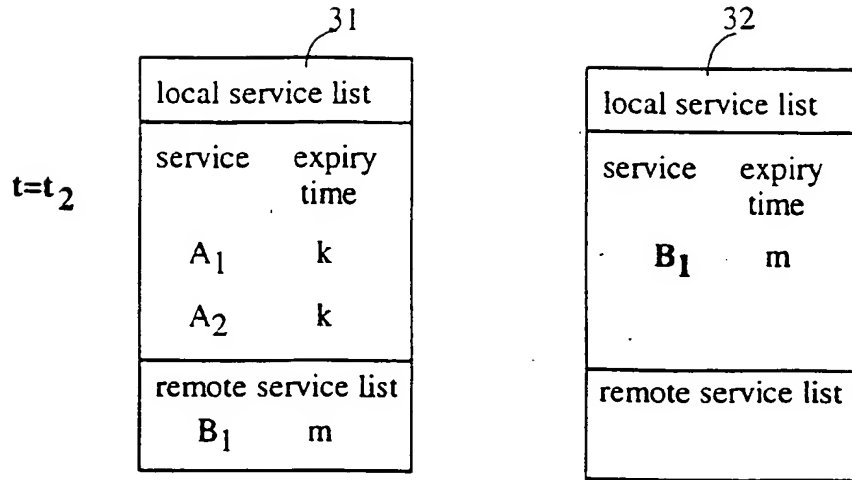 31
local service list
service expiry
time
A1 k
A2 k
remote service list
B1 m
t=t2
32
local service list
service expiry
time
B1 m
remote service list